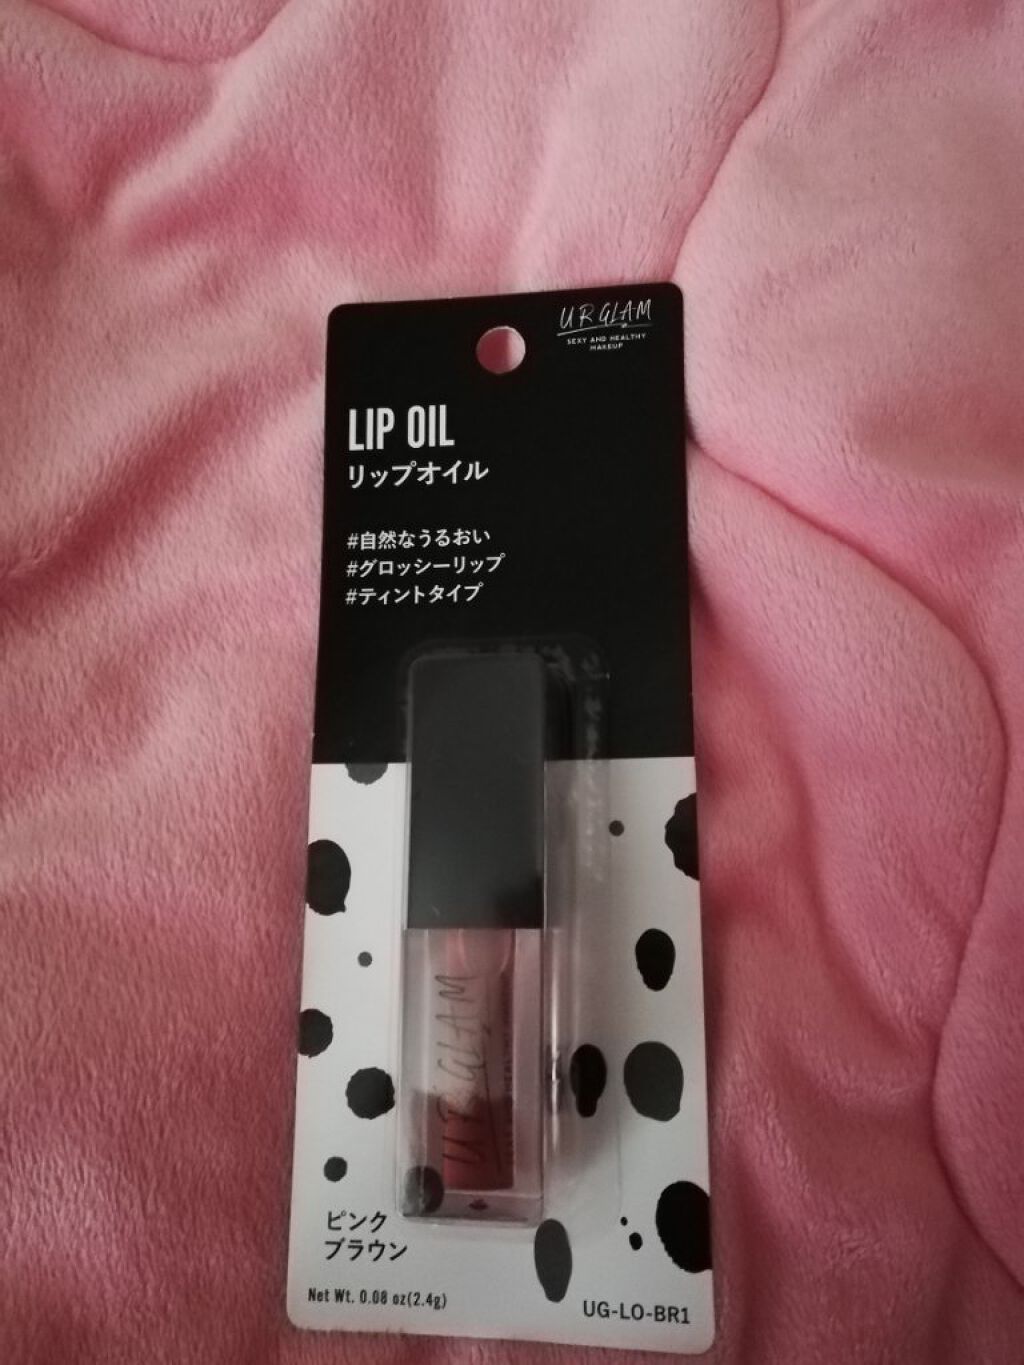 UR GLAM
SEXY AND HEALTHY
MAKEUP
LIP OIL
リップオイル
#自然なうるおい
#グロッシーリップ
#ティントタイプ
UR GLAM
ピンク
ブラウン
Net Wt. 0.08 oz(2.4g)
UG-LO-BR1